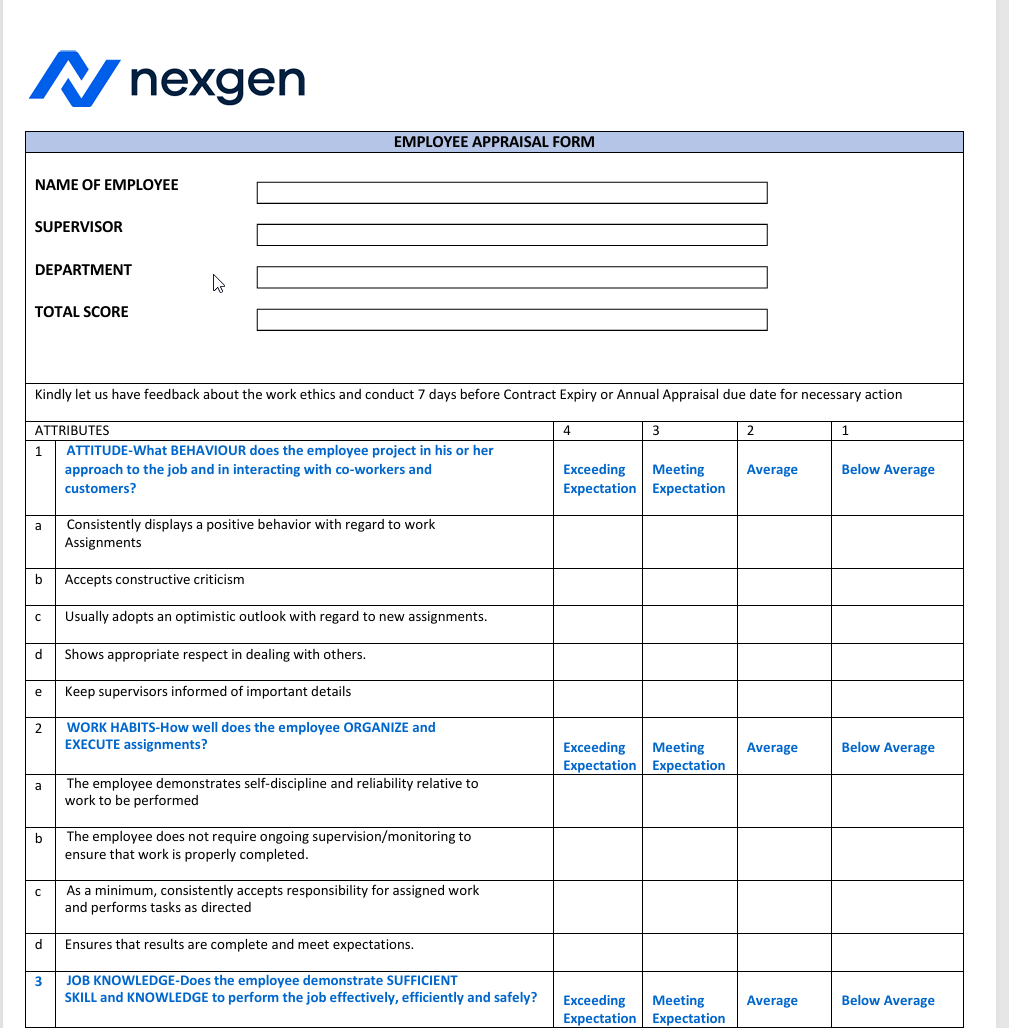 nexgen
EMPLOYEE APPRAISAL FORM
NAME OF EMPLOYEE
SUPERVISOR
DEPARTMENT
TOTAL SCORE
Kindly let us have feedback about the work ethics and conduct 7 days before Contract Expiry or Annual Appraisal due date for necessary action
ATTRIBUTES 4 3 2 1
1 ATTITUDE-What BEHAVIOUR does the employee project in his or her
approach to the job and in interacting with co-workers and Exceeding Meeting Average Below Average
customers? Expectation Expectation
a Consistently displays a positive behavior with regard to work
Assignments
b Accepts constructive criticism
c Usually adopts an optimistic outlook with regard to new assignments.
d Shows appropriate respect in dealing with others.
e Keep supervisors informed of important details
2 WORK HABITS-How well does the employee ORGANIZE and
EXECUTE assignments? Exceeding Meeting Average Below Average
Expectation Expectation
a The employee demonstrates self-discipline and reliability relative to
work to be performed
b The employee does not require ongoing supervision/monitoring to
ensure that work is properly completed.
c As a minimum, consistently accepts responsibility for assigned work
and performs tasks as directed
d Ensures that results are complete and meet expectations.
3 JOB KNOWLEDGE-Does the employee demonstrate SUFFICIENT
SKILL and KNOWLEDGE to perform the job effectively, efficiently and safely? Exceeding Meeting Average Below Average
Expectation Expectation